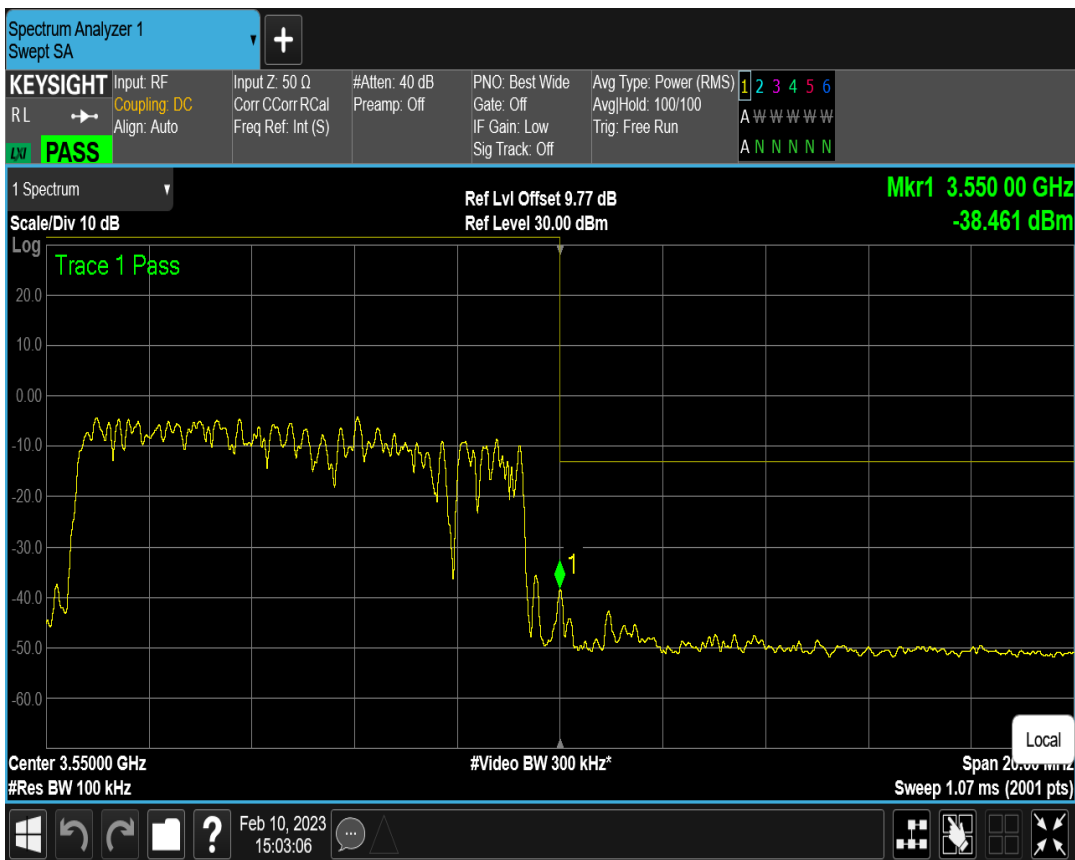 Spectrum Analyzer 1
Swept SA
+
KEYSIGHT
RL
LXI PASS
Input: RF
Coupling: DC
Align: Auto
Input Z: 50 Ω
Corr CCorr RCal
Freq Ref: Int (S)
#Atten: 40 dB
Preamp: Off
PNO: Best Wide
Gate: Off
IF Gain: Low
Sig Track: Off
Avg Type: Power (RMS)
Avg|Hold: 100/100
Trig: Free Run
1 2 3 4 5 6
A W W W W W
A N N N N N
1 Spectrum
Scale/Div 10 dB
Ref Lvl Offset 9.77 dB
Ref Level 30.00 dBm
Mkr1 3.550 00 GHz
-38.461 dBm
Log
Trace 1 Pass
20.0
10.0
0.00
-10.0
-20.0
-30.0
-40.0
-50.0
-60.0
1
Local
Center 3.55000 GHz
#Res BW 100 kHz
#Video BW 300 kHz*
Span 20.00 MHz
Sweep 1.07 ms (2001 pts)
?
Feb 10, 2023
15:03:06